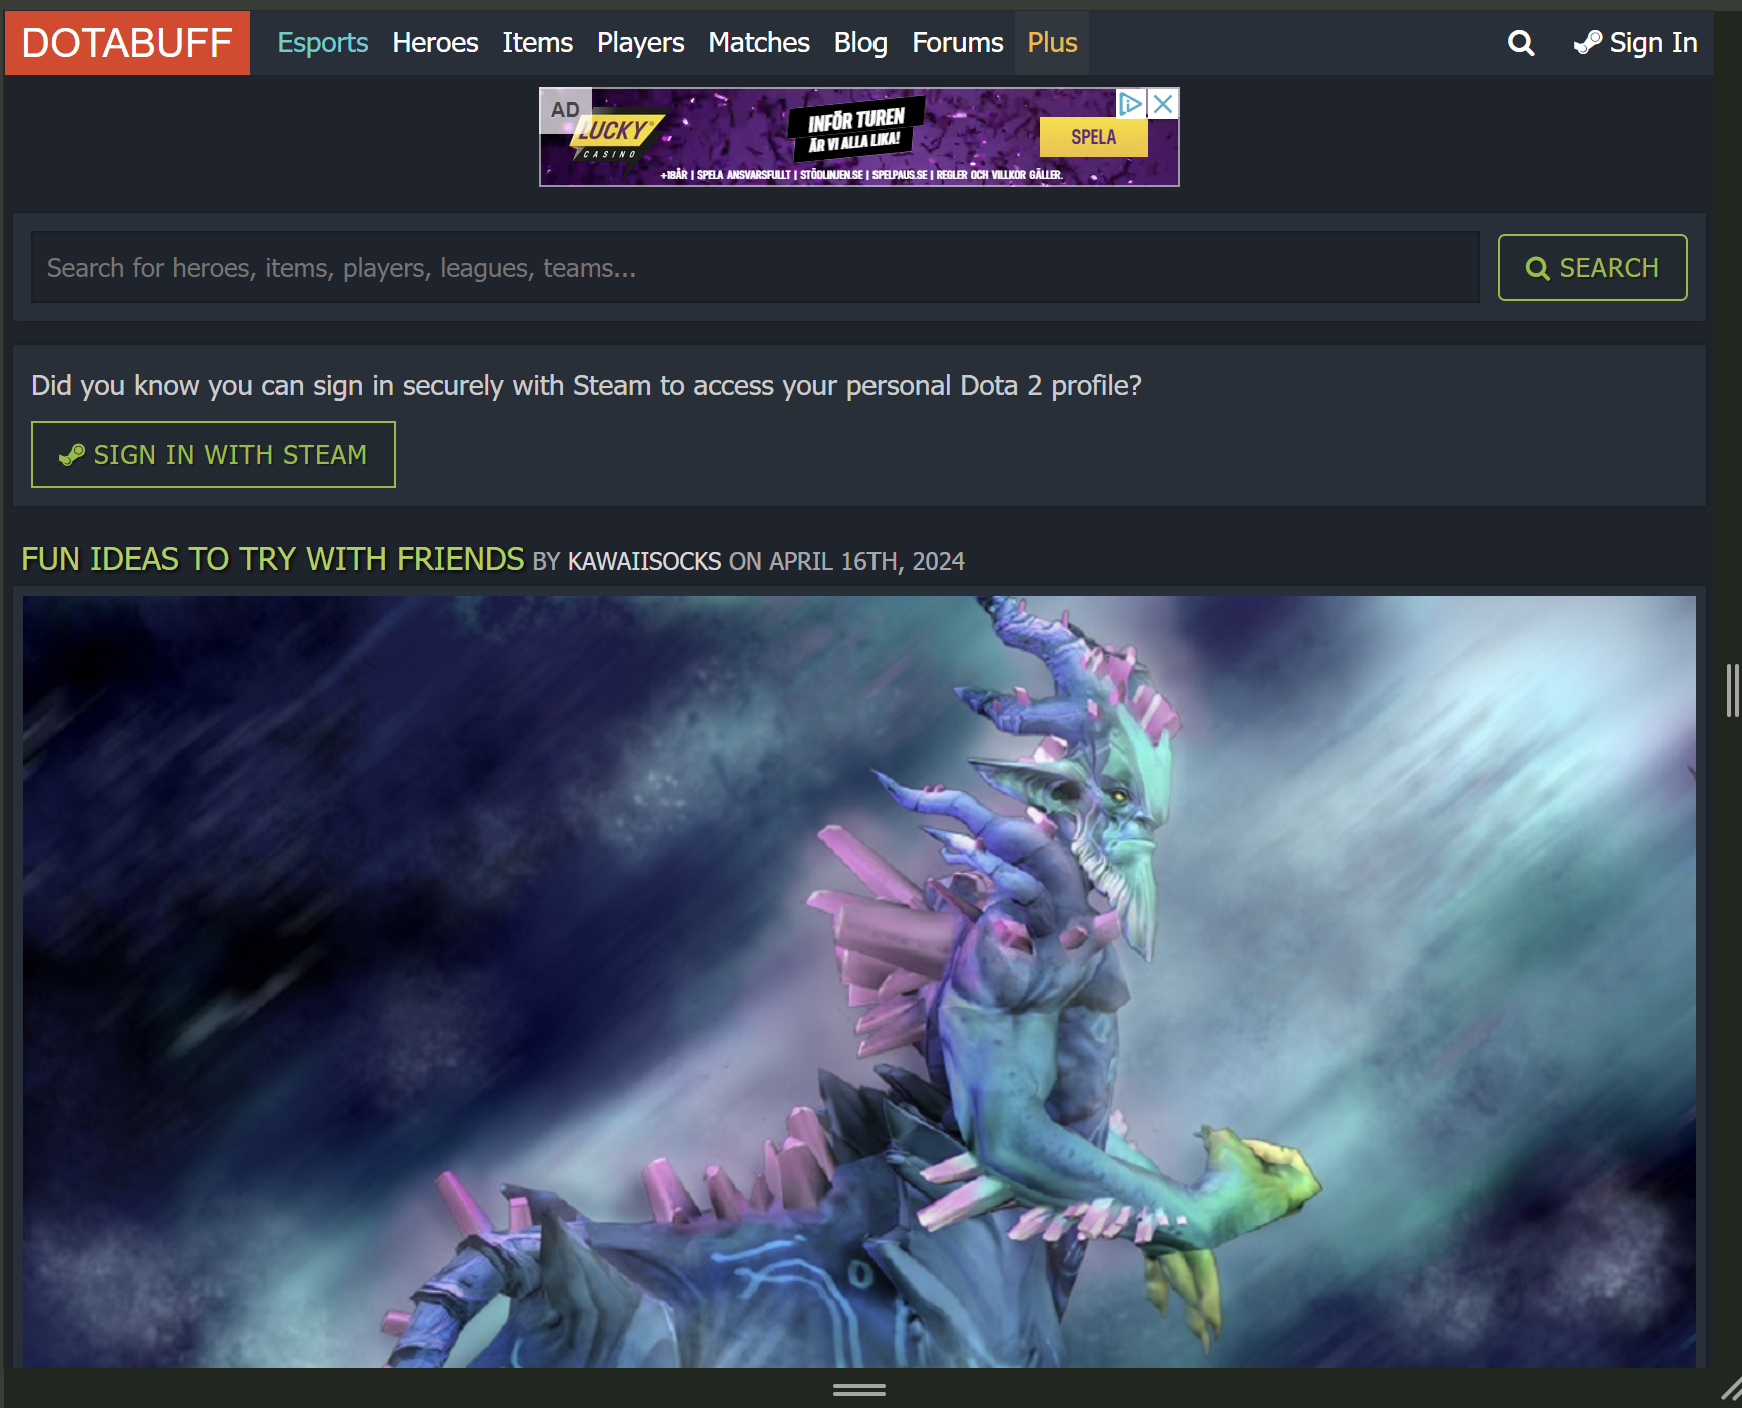 DOTABUFF Esports Heroes Items Players Matches Blog Forums Plus Sign In
AD
LUCKY
CASINO
INFÖR TUREN
ÄR VI ALLA LIKA!
SPELA
+18ÅR | SPELA ANSVARSFULLT | STÖDLINJEN.SE | SPELPAUS.SE | REGLER OCH VILLKOR GÄLLER.
Search for heroes, items, players, leagues, teams...
SEARCH
Did you know you can sign in securely with Steam to access your personal Dota 2 profile?
SIGN IN WITH STEAM
FUN IDEAS TO TRY WITH FRIENDS BY KAWAIISOCKS ON APRIL 16TH, 2024